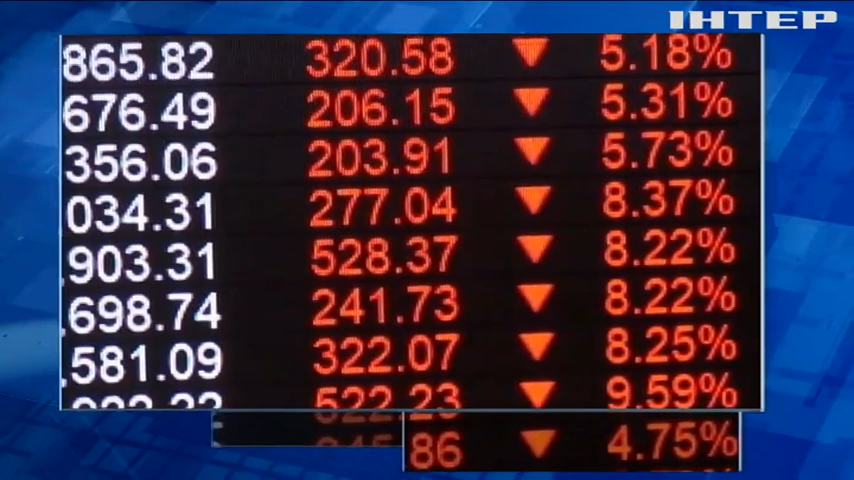 ІНТЕР
865.82 320.58 ▼ 5.18%
676.49 206.15 ▼ 5.31%
356.06 203.91 ▼ 5.73%
034.31 277.04 ▼ 8.37%
,903.31 528.37 ▼ 8.22%
,698.74 241.73 ▼ 8.22%
,581.09 322.07 ▼ 8.25%
522.23 ▼ 9.59%
86 ▼ 4.75%